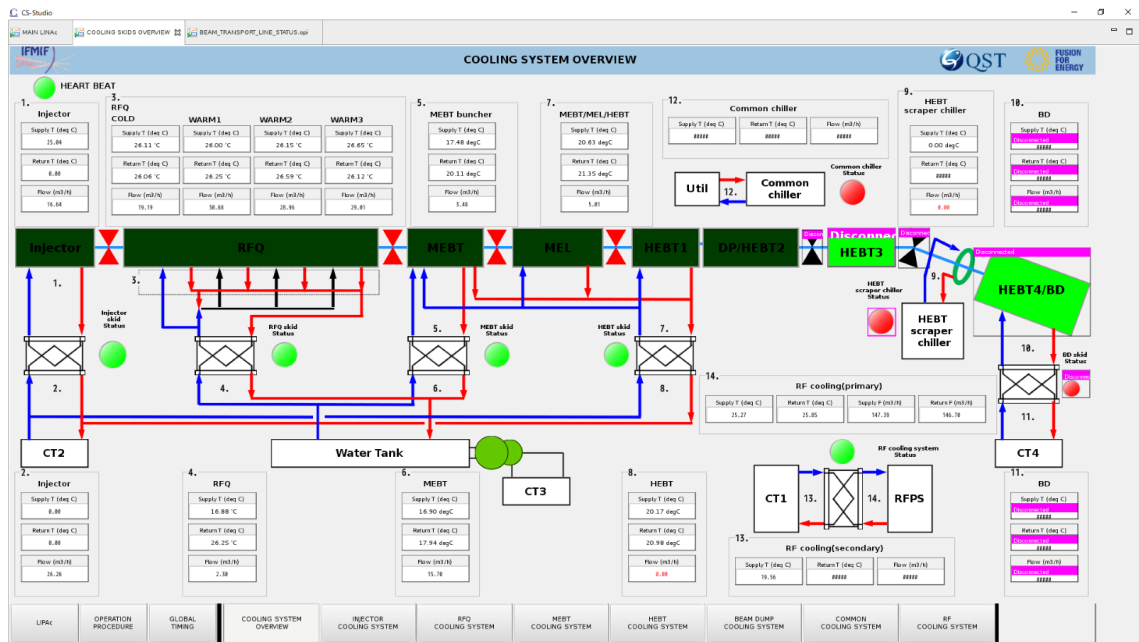 CS-Studio
MAIN LINAc
COOLING SKIDS OVERVIEW
BEAM_TRANSPORT_LINE_STATUS.opi
IFMIF
COOLING SYSTEM OVERVIEW
QST
FUSION
FOR
ENERGY
HEART BEAT
1.
Injector
Supply T (deg C)
25.84
Return T (deg C)
0.00
Flow (m3/h)
16.64
3.
RFQ
COLD
WARM1
WARM2
WARM3
Supply T (deg C)
Supply T (deg C)
Supply T (deg C)
Supply T (deg C)
26.11 °C
26.00 °C
26.15 °C
26.65 °C
Return T (deg C)
Return T (deg C)
Return T (deg C)
Return T (deg C)
26.06 °C
26.25 °C
26.59 °C
26.12 °C
Flow (m3/h)
Flow (m3/h)
Flow (m3/h)
Flow (m3/h)
19.19
30.68
28.96
29.01
5.
MEBT buncher
Supply T (deg C)
17.48 degC
Return T (deg C)
20.11 degC
Flow (m3/h)
3.48
7.
MEBT/MEL/HEBT
Supply T (deg C)
20.63 degC
Return T (deg C)
21.35 degC
Flow (m3/h)
5.01
12.
Common chiller
Supply T (deg C)
Return T (deg C)
Flow (m3/h)
#####
#####
#####
Util
12.
Common
chiller
Common chiller
Status
9.
HEBT
scraper chiller
Supply T (deg C)
0.00 degC
Return T (deg C)
#####
Flow (m3/h)
0.00
10.
BD
Supply T (deg C)
Disconnected
#####
Return T (deg C)
Disconnected
#####
Flow (m3/h)
Disconnected
#####
Injector
RFQ
MEBT
MEL
HEBT1
DP/HEBT2
Disconn
Disconnec
HEBT3
Disconnected
Disconnected
HEBT4/BD
1.
3.
Injector
skid
Status
RFQ skid
Status
5.
MEBT skid
Status
HEBT skid
Status
7.
HEBT
scraper chiller
Status
9.
HEBT
scraper
chiller
10.
BD skid
Status
Disconne
2.
4.
6.
8.
11.
14.
RF cooling(primary)
Supply T (deg C)
Return T (deg C)
Supply F (m3/h)
Return F (m3/h)
25.27
25.85
147.39
146.70
CT2
Water Tank
CT3
CT4
RF cooling system
Status
CT1
13.
14.
RFPS
2.
Injector
Supply T (deg C)
0.00
Return T (deg C)
0.00
Flow (m3/h)
26.26
4.
RFQ
Supply T (deg C)
16.88 °C
Return T (deg C)
26.25 °C
Flow (m3/h)
2.30
6.
MEBT
Supply T (deg C)
16.90 degC
Return T (deg C)
17.94 degC
Flow (m3/h)
15.70
8.
HEBT
Supply T (deg C)
20.17 degC
Return T (deg C)
20.98 degC
Flow (m3/h)
0.00
13.
RF cooling(secondary)
Supply T (deg C)
Return T (deg C)
Flow (m3/h)
19.56
#####
#####
11.
BD
Supply T (deg C)
Disconnected
#####
Return T (deg C)
Disconnected
#####
Flow (m3/h)
Disconnected
#####
LIPAc
OPERATION
PROCEDURE
GLOBAL
TIMING
COOLING SYSTEM
OVERVIEW
INJECTOR
COOLING SYSTEM
RFQ
COOLING SYSTEM
MEBT
COOLING SYSTEM
HEBT
COOLING SYSTEM
BEAM DUMP
COOLING SYSTEM
COMMON
COOLING SYSTEM
RF
COOLING SYSTEM